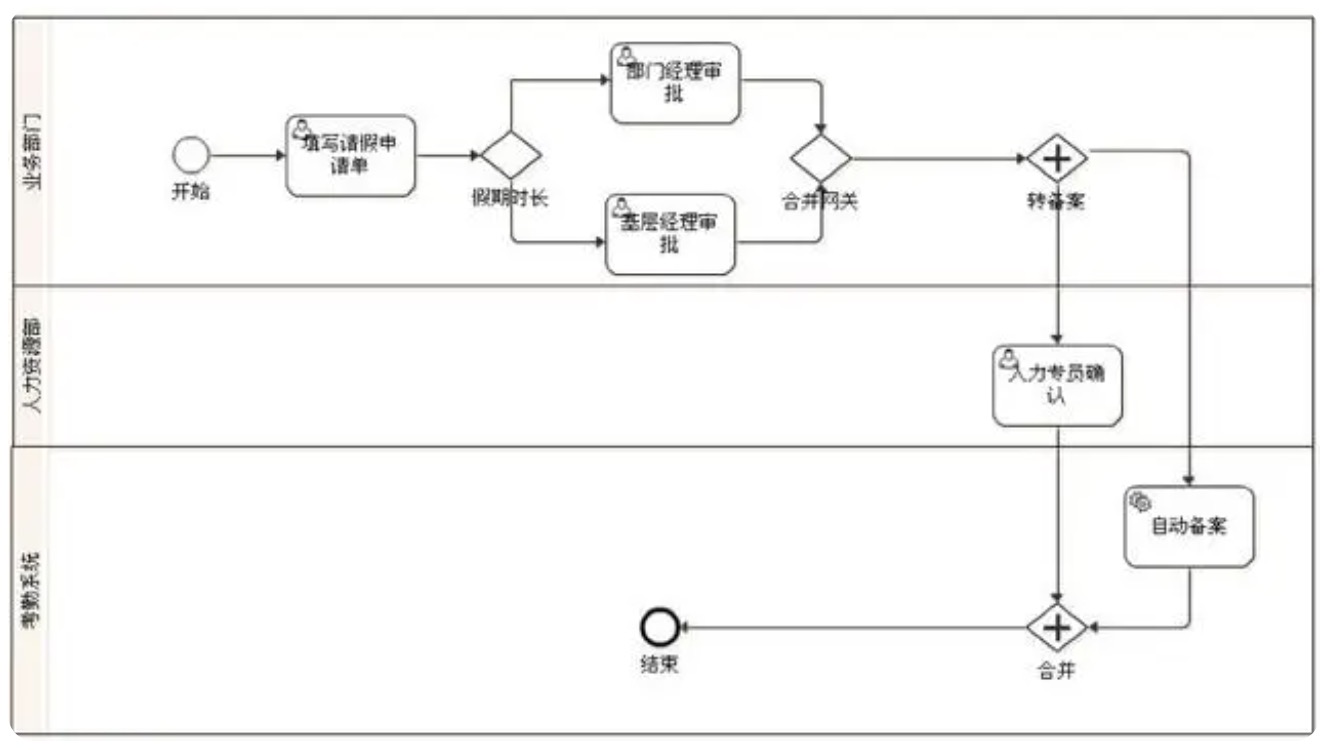 业务部门
开始
填写请假申
请单
假期时长
部门经理审
批
基层经理审
批
合并网关
转备案
人力资源部
人力专员确
认
考勤系统
自动备案
合并
结束